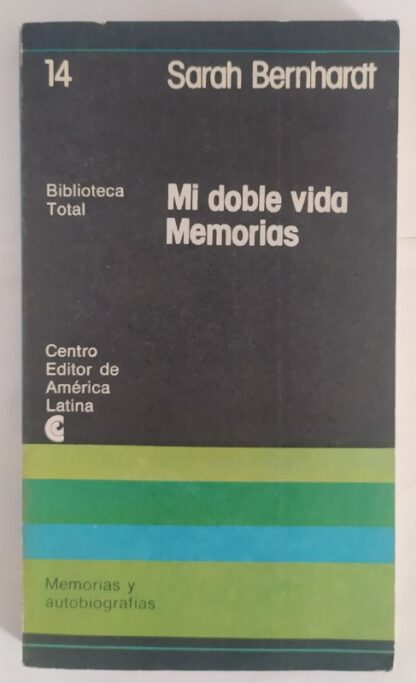 14
Sarah Bernhardt
Biblioteca
Total
Mi doble vida
Memorias
Centro
Editor de
América
Latina
Memorias y
autobiografías